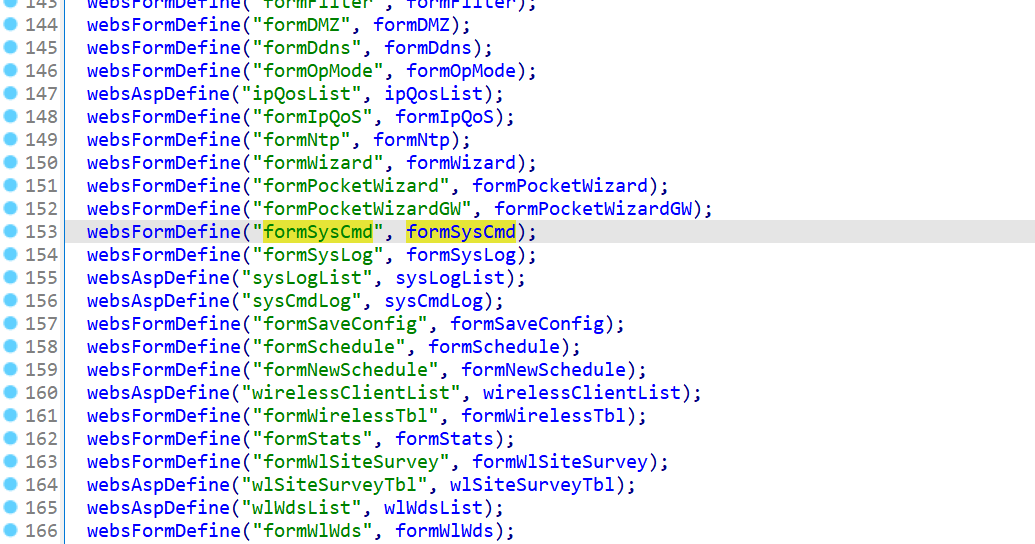 143 websFormDefine("formFilter", formFilter);
144 websFormDefine("formDMZ", formDMZ);
145 websFormDefine("formDdns", formDdns);
146 websFormDefine("formOpMode", formOpMode);
147 websAspDefine("ipQosList", ipQosList);
148 websFormDefine("formIpQoS", formIpQoS);
149 websFormDefine("formNtp", formNtp);
150 websFormDefine("formWizard", formWizard);
151 websFormDefine("formPocketWizard", formPocketWizard);
152 websFormDefine("formPocketWizardGW", formPocketWizardGW);
153 websFormDefine("formSysCmd", formSysCmd);
154 websFormDefine("formSysLog", formSysLog);
155 websAspDefine("sysLogList", sysLogList);
156 websAspDefine("sysCmdLog", sysCmdLog);
157 websFormDefine("formSaveConfig", formSaveConfig);
158 websFormDefine("formSchedule", formSchedule);
159 websFormDefine("formNewSchedule", formNewSchedule);
160 websAspDefine("wirelessClientList", wirelessClientList);
161 websFormDefine("formWirelessTbl", formWirelessTbl);
162 websFormDefine("formStats", formStats);
163 websFormDefine("formWlSiteSurvey", formWlSiteSurvey);
164 websAspDefine("wlSiteSurveyTbl", wlSiteSurveyTbl);
165 websAspDefine("wlWdsList", wlWdsList);
166 websFormDefine("formWlWds", formWlWds);